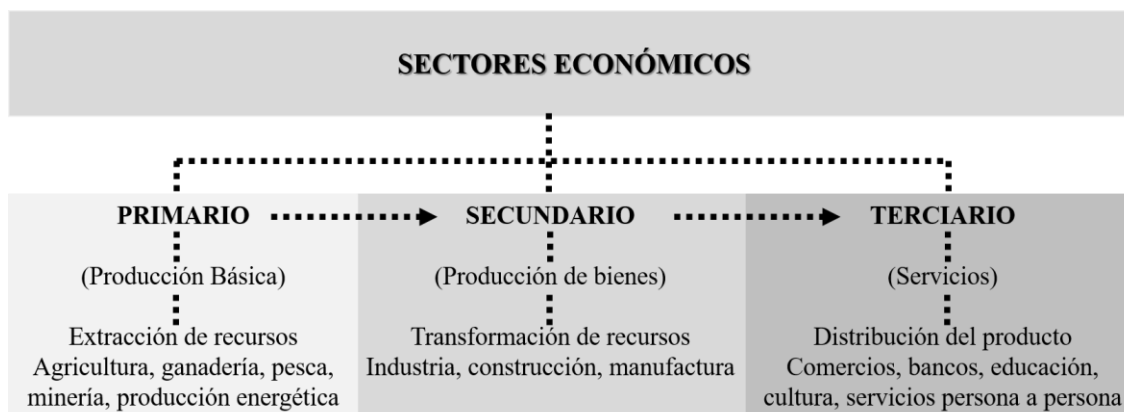 SECTORES ECONÓMICOS
PRIMARIO
SECUNDARIO
TERCIARIO
(Producción Básica)
(Producción de bienes)
(Servicios)
Extracción de recursos
Agricultura, ganadería, pesca,
minería, producción energética
Transformación de recursos
Industria, construcción, manufactura
Distribución del producto
Comercios, bancos, educación,
cultura, servicios persona a persona